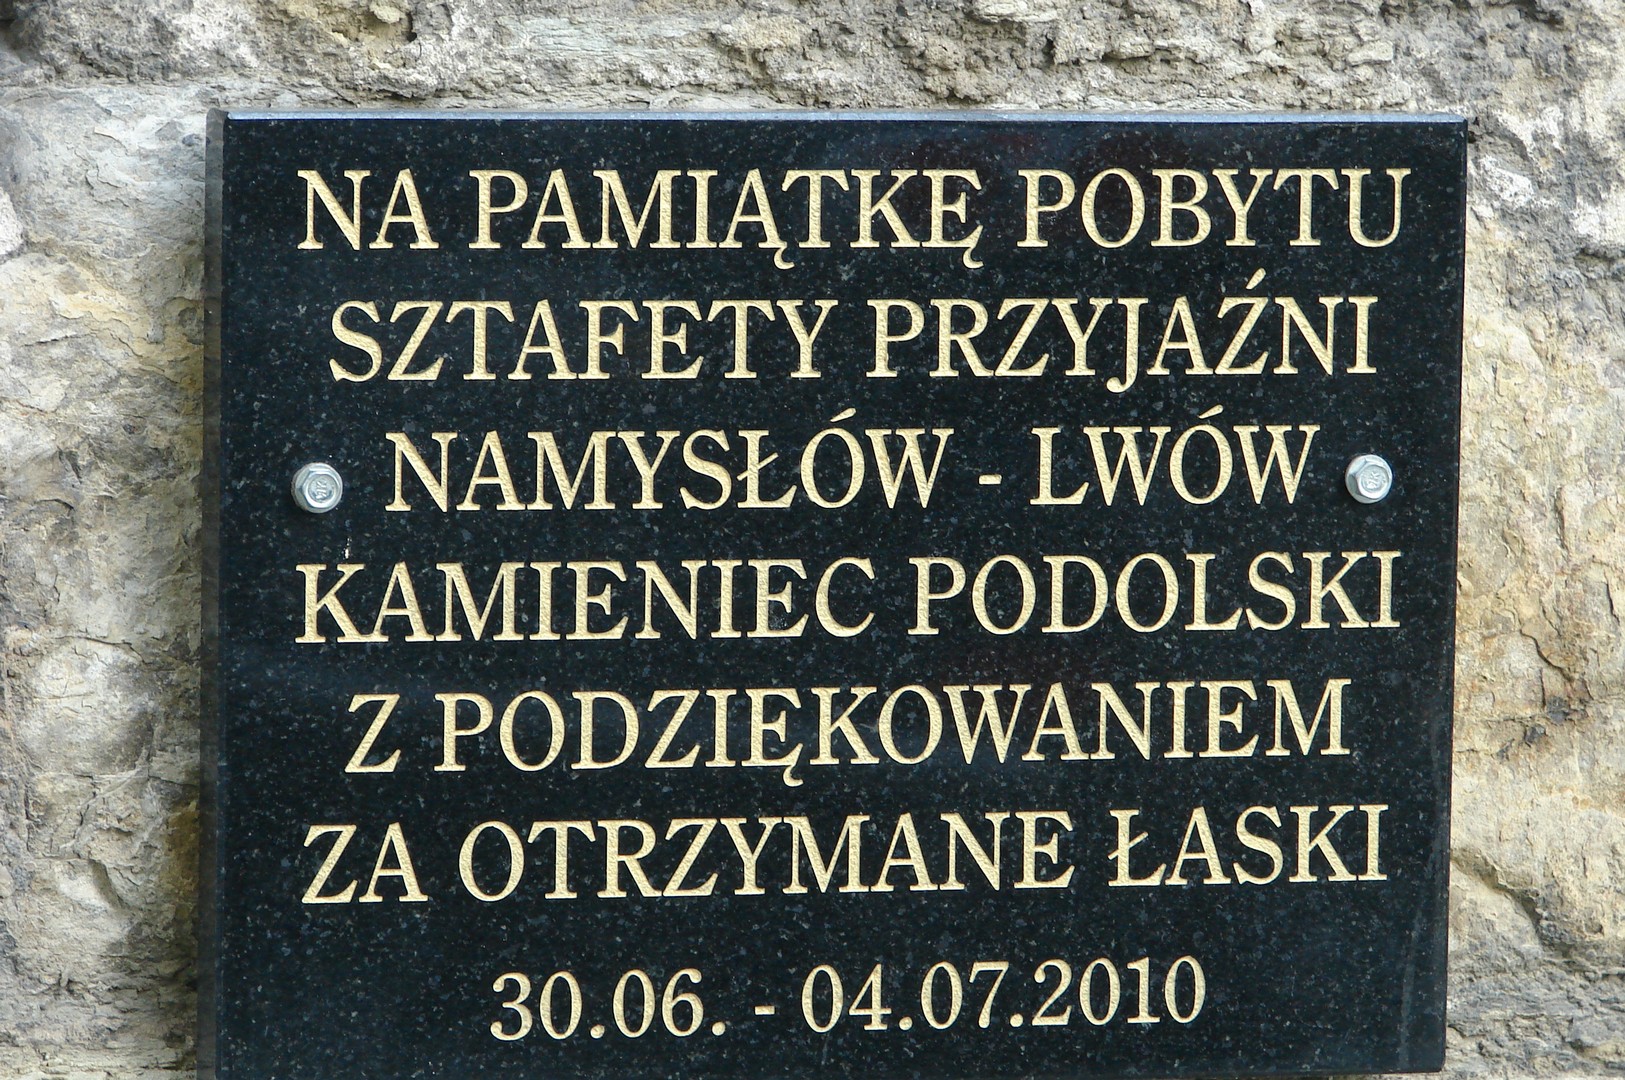 NA PAMIĄTKĘ POBYTU
SZTAFETY PRZYJAŹNI
NAMYSŁÓW - LWÓW
KAMIENIEC PODOLSKI
Z PODZIĘKOWANIEM
ZA OTRZYMANE ŁASKI
30.06. - 04.07.2010